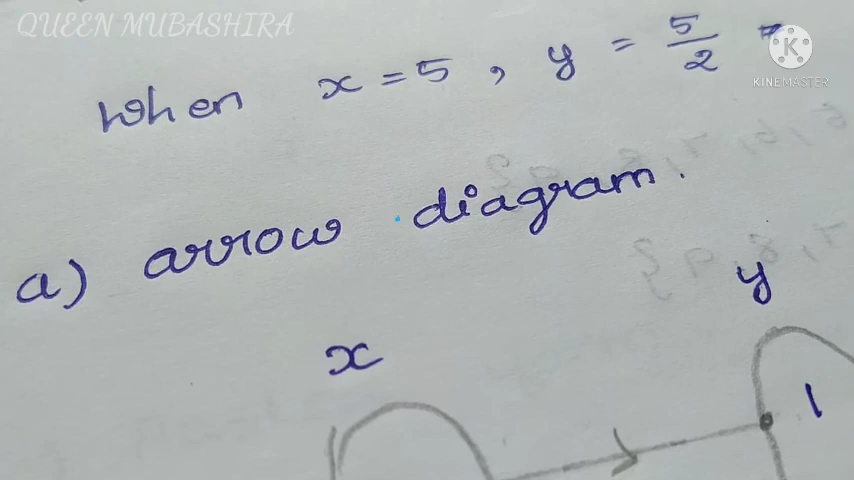 QUEEN MUBASHIRA
KINEMASTER
when x = 5, y = 5/2
a) arrow diagram.
x
y
1